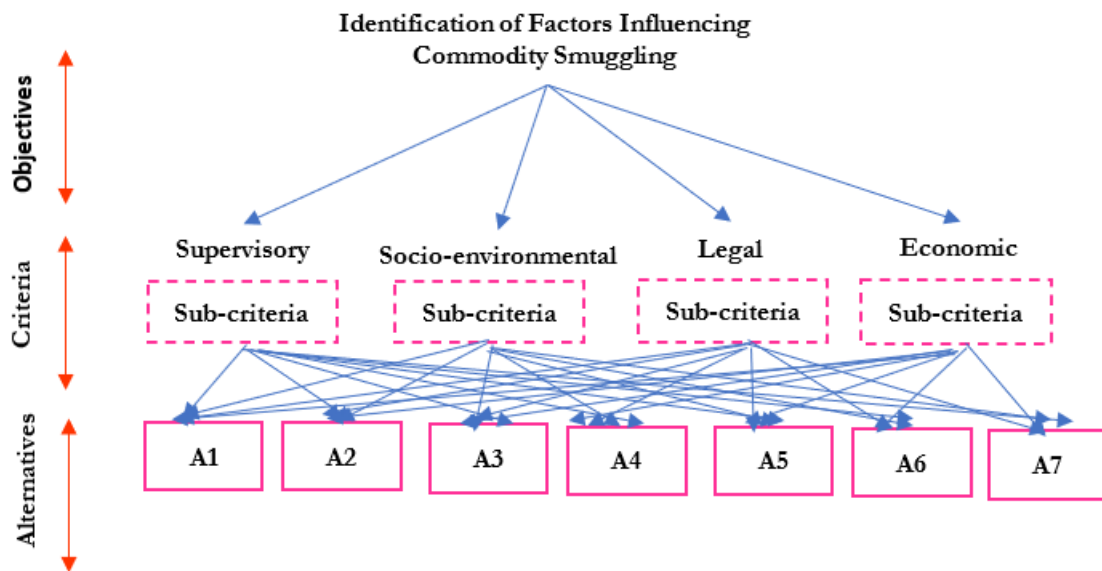 Identification of Factors Influencing
Commodity Smuggling
Objectives
Supervisory
Socio-environmental
Legal
Economic
Criteria
Sub-criteria
Sub-criteria
Sub-criteria
Sub-criteria
Alternatives
A1
A2
A3
A4
A5
A6
A7